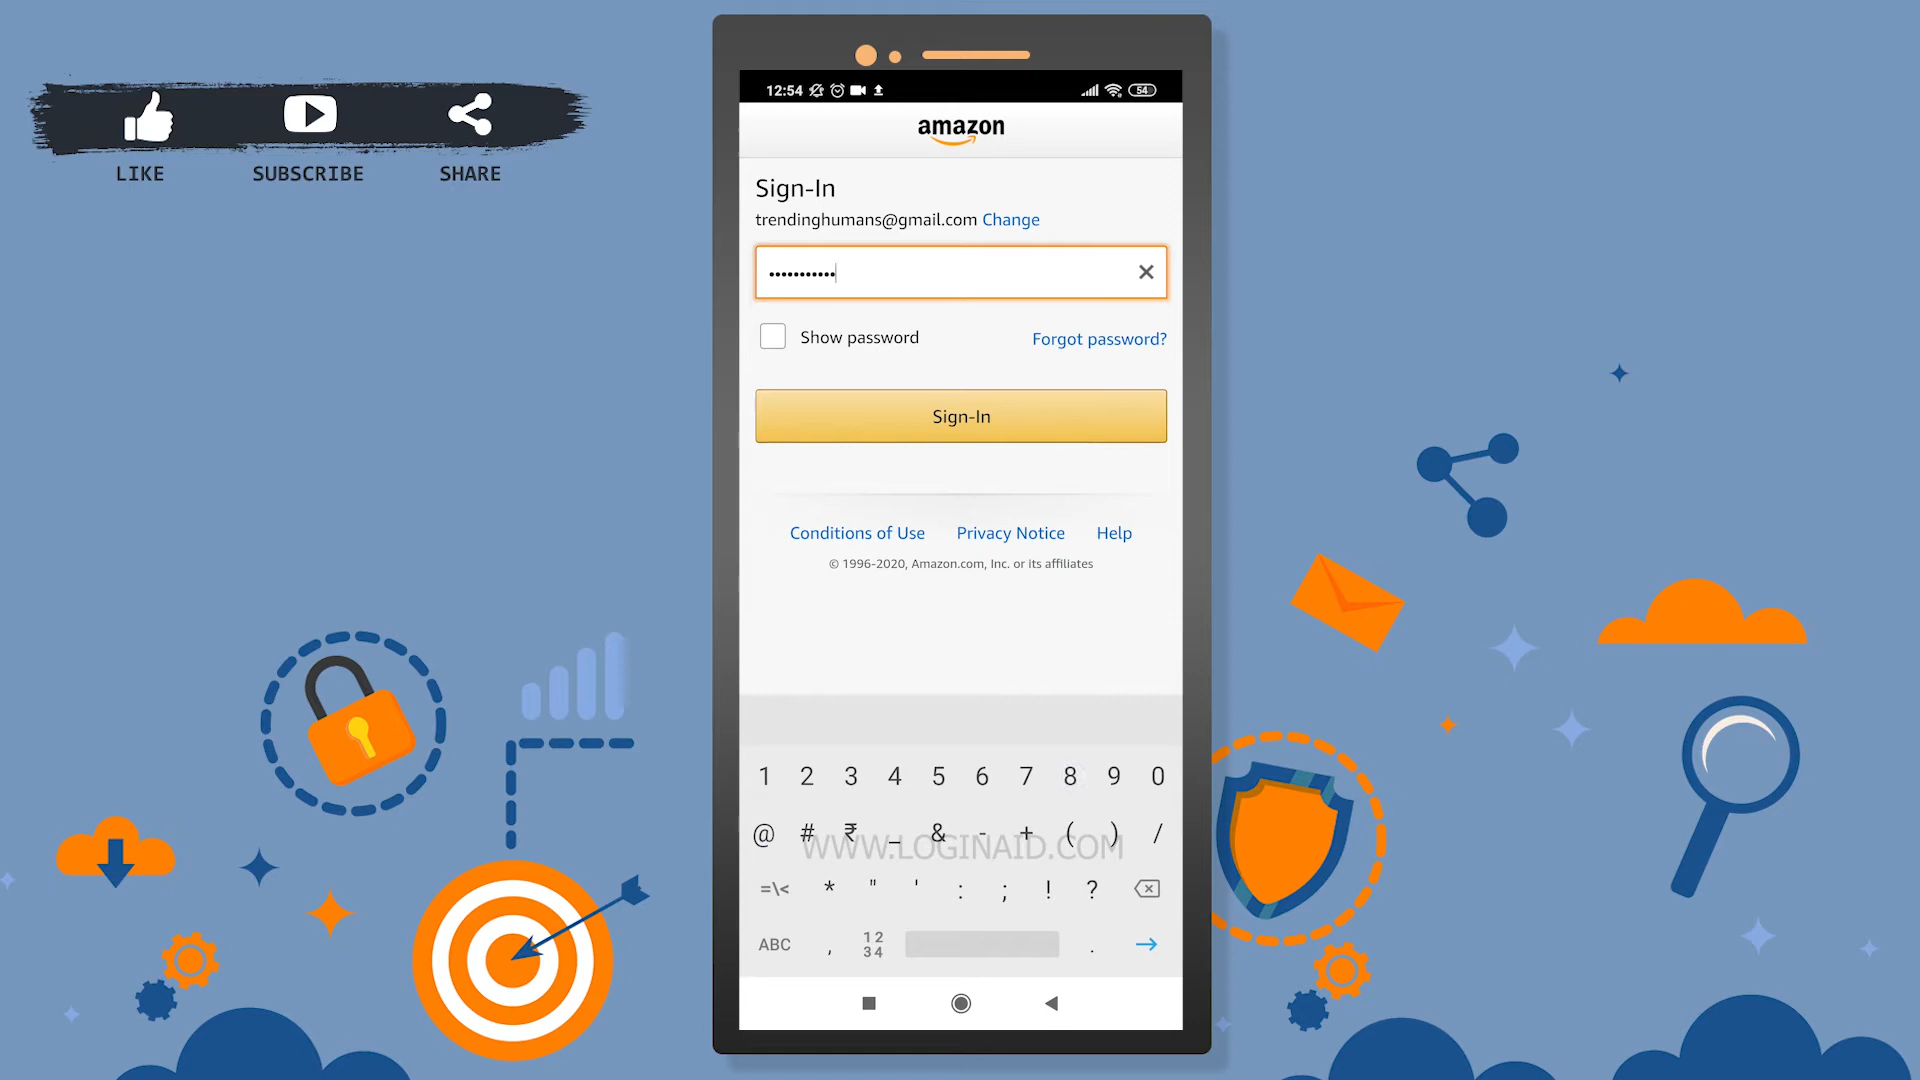 LIKE SUBSCRIBE SHARE
12:54 54
amazon
Sign-In
trendinghumans@gmail.com Change
Show password Forgot password?
Sign-In
Conditions of Use Privacy Notice Help
© 1996-2020, Amazon.com, Inc. or its affiliates
1 2 3 4 5 6 7 8 9 0
@ # ₹ _ & - + ( ) /
WWW.LOGINAID.COM
=\< * " ' : ; ! ?
ABC , 12 34 .